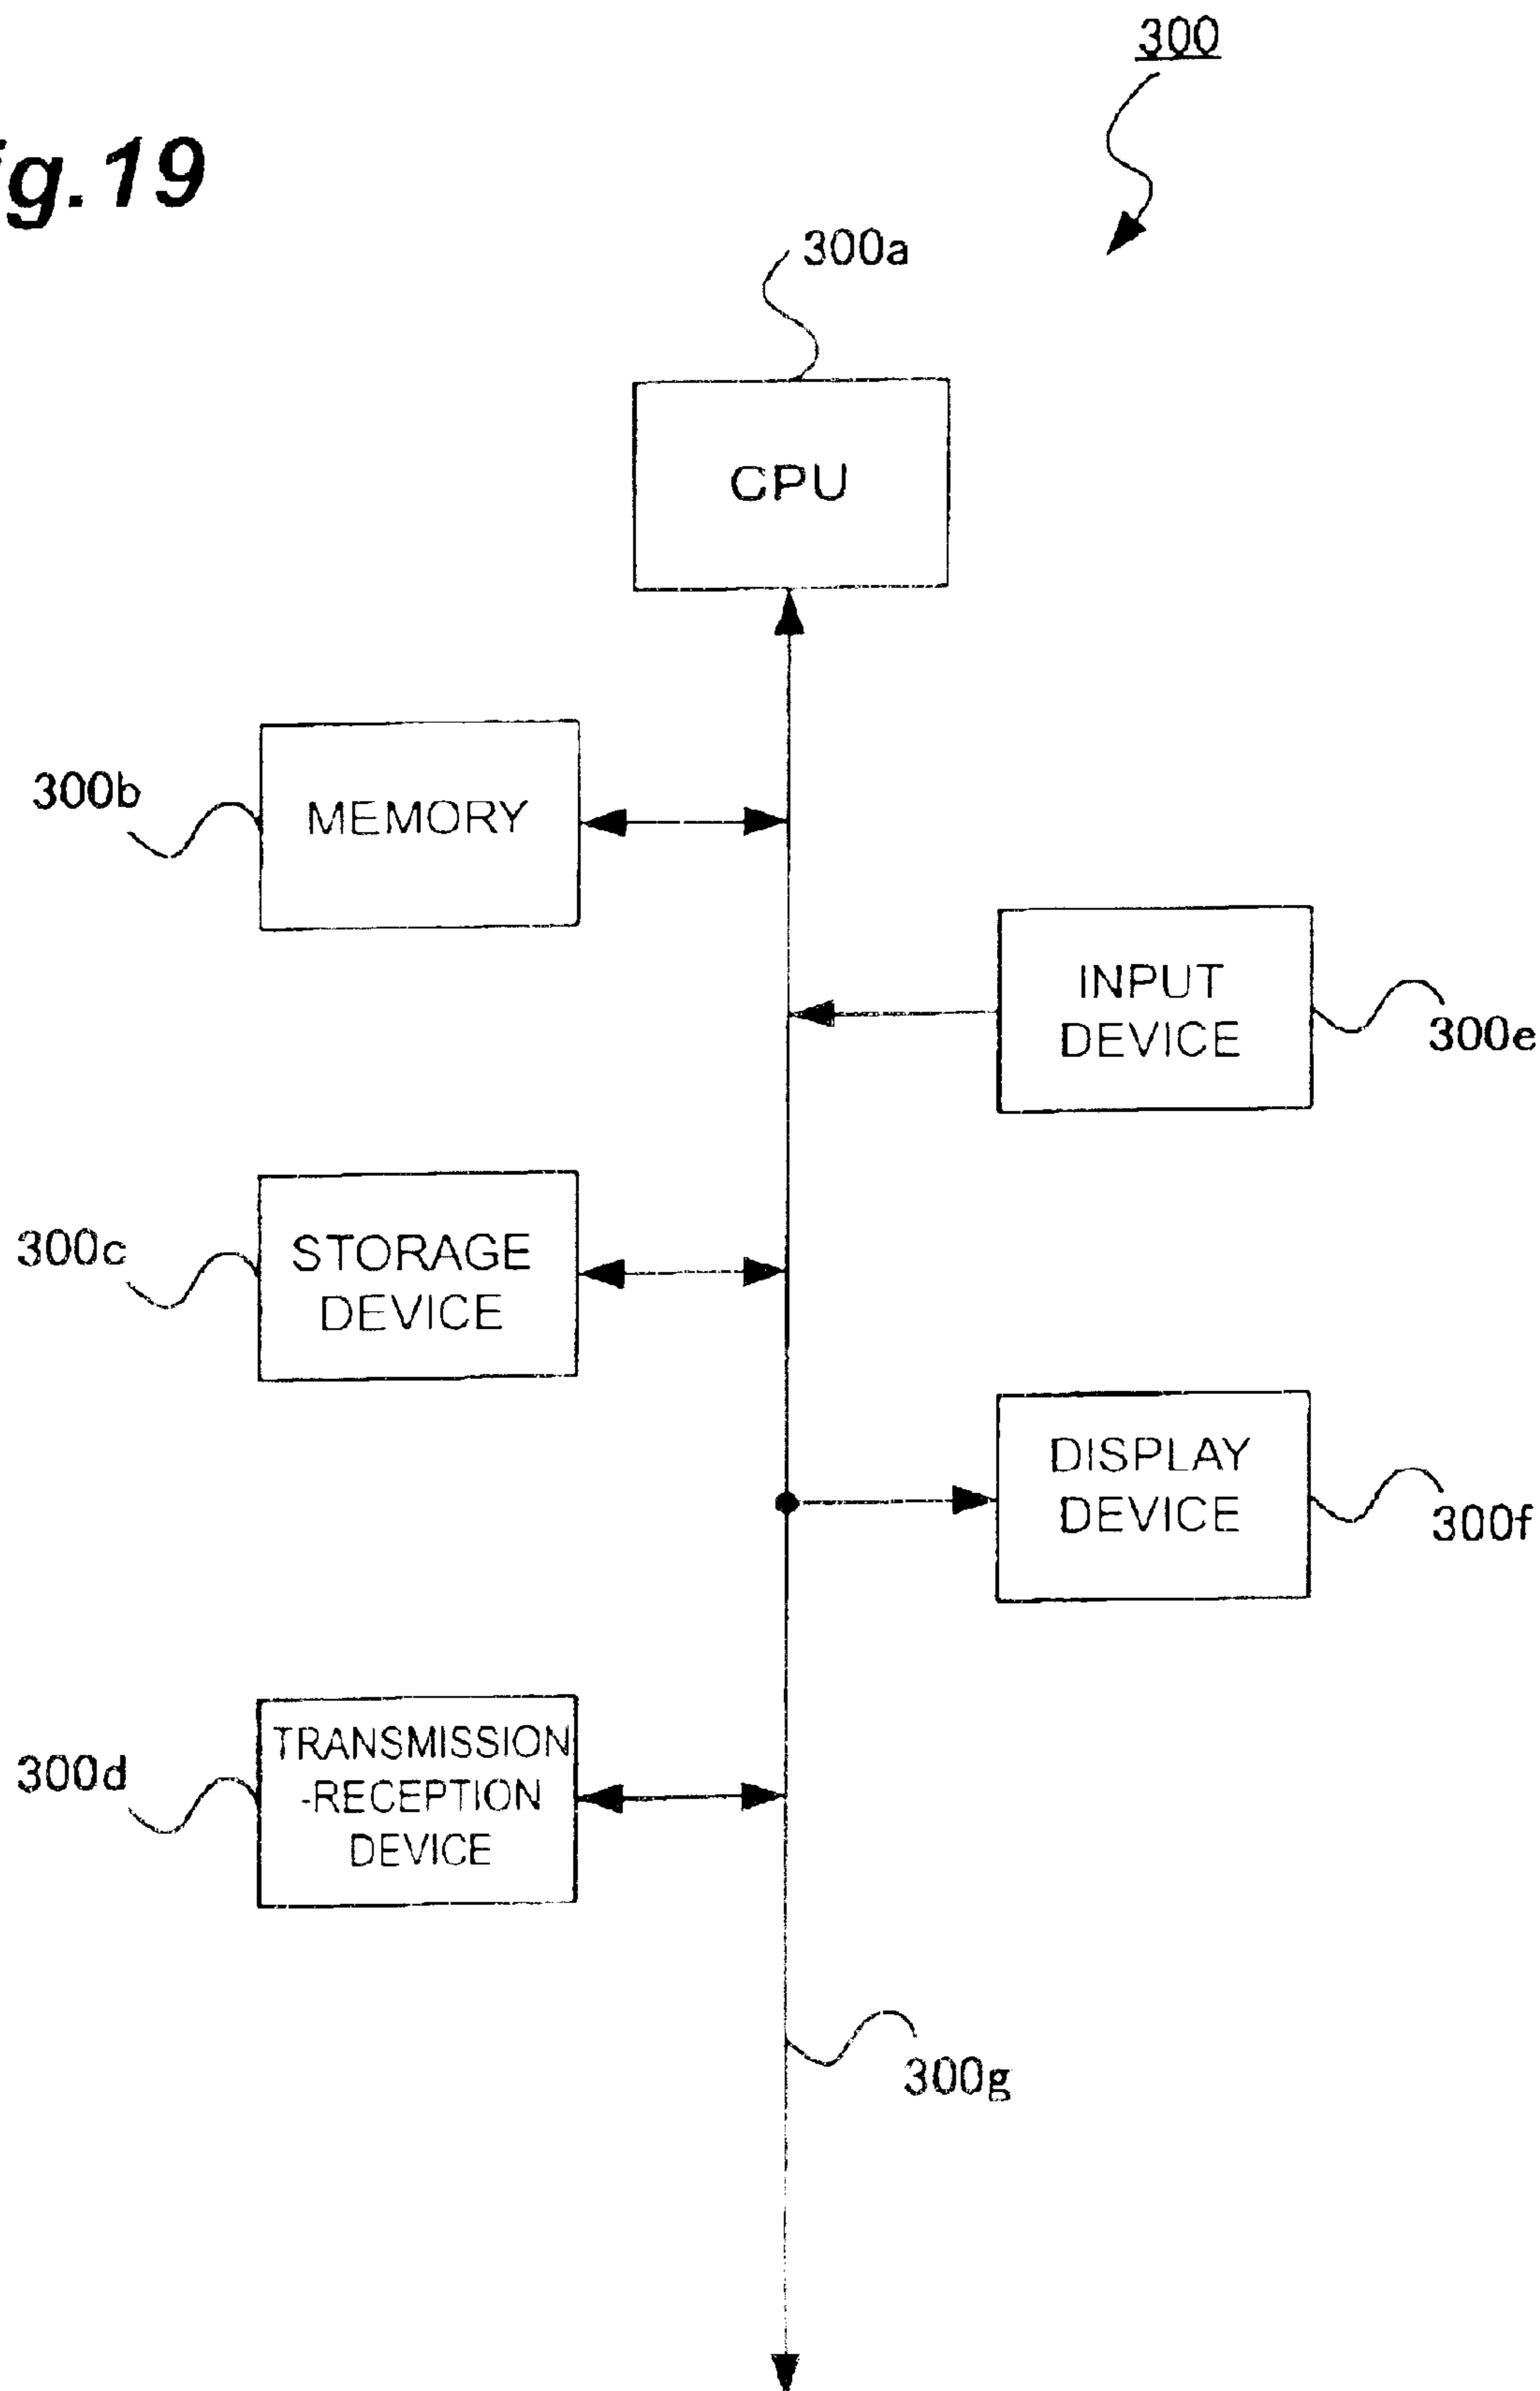 300
ig.19
300a
CPU
300b
MEMORY
INPUT
DEVICE
300e
300c
STORAGE
DEVICE
DISPLAY
DEVICE
300f
300d
TRANSMISSION
-RECEPTION
DEVICE
300g